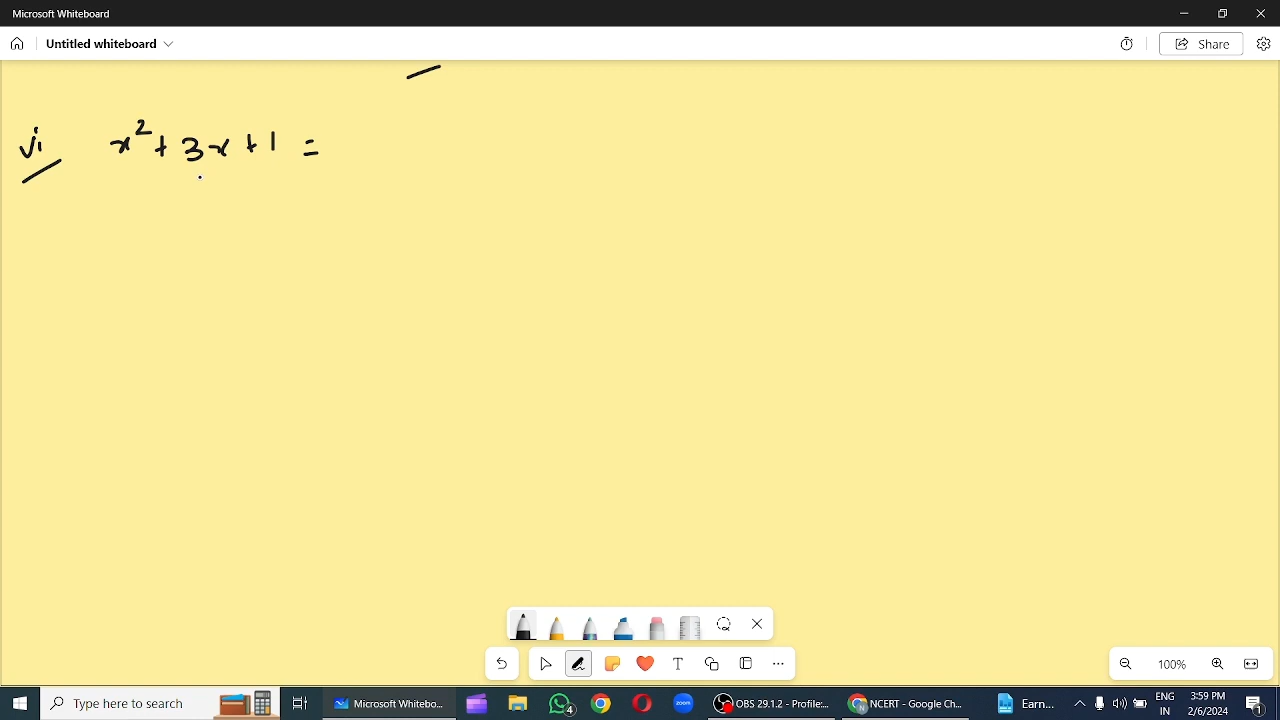 Microsoft Whiteboard
Untitled whiteboard
Share
vi x² + 3x + 1 =
100%
Type here to search
Microsoft Whitebo...
4
OBS 29.1.2 - Profile:...
NCERT - Google Ch...
Earn...
ENG
IN
3:59 PM
2/6/2024